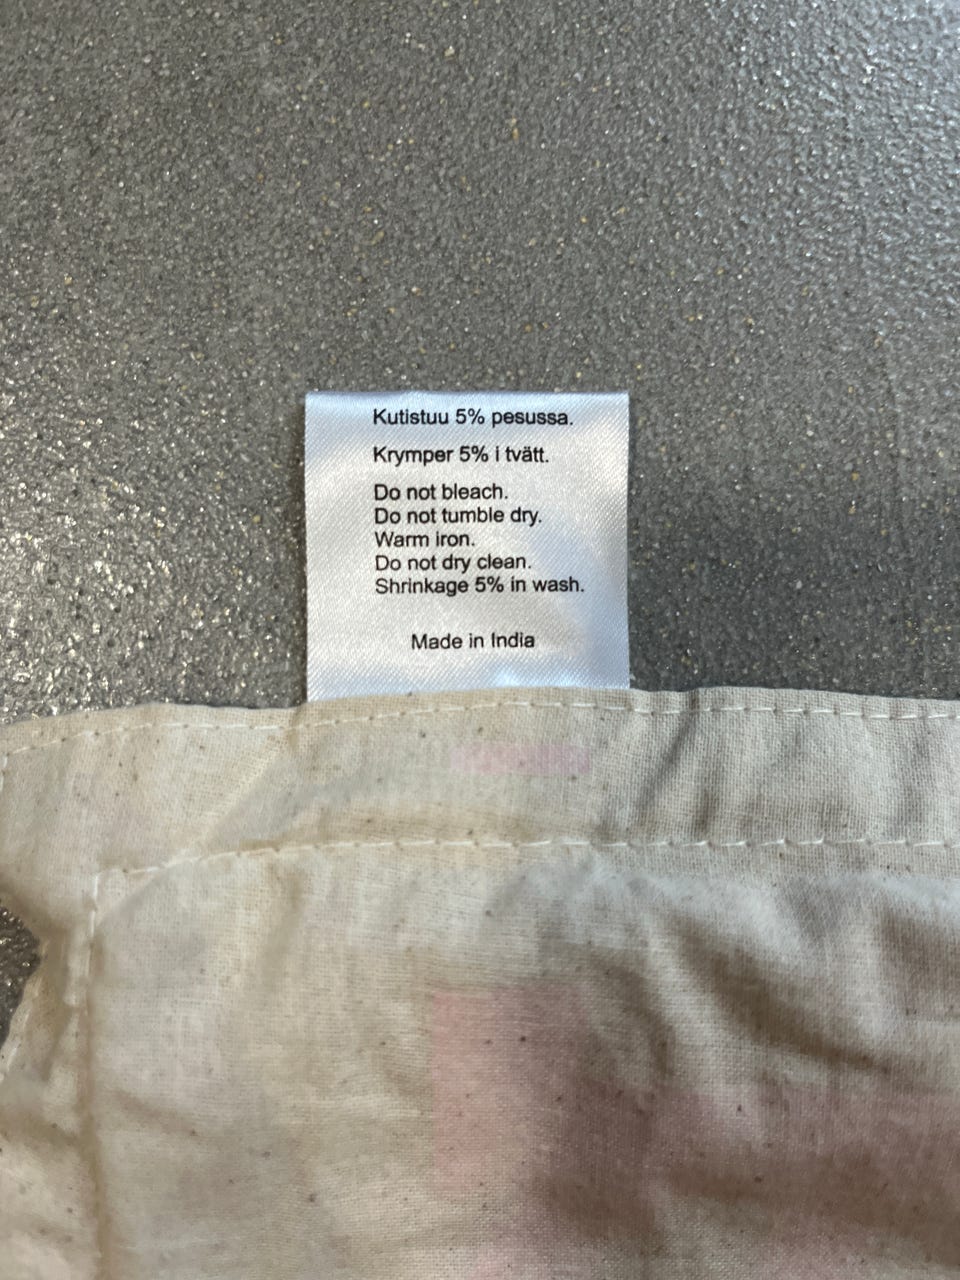 Kutistuu 5% pesussa.
Krymper 5% i tvätt.
Do not bleach.
Do not tumble dry.
Warm iron.
Do not dry clean.
Shrinkage 5% in wash.
Made in India